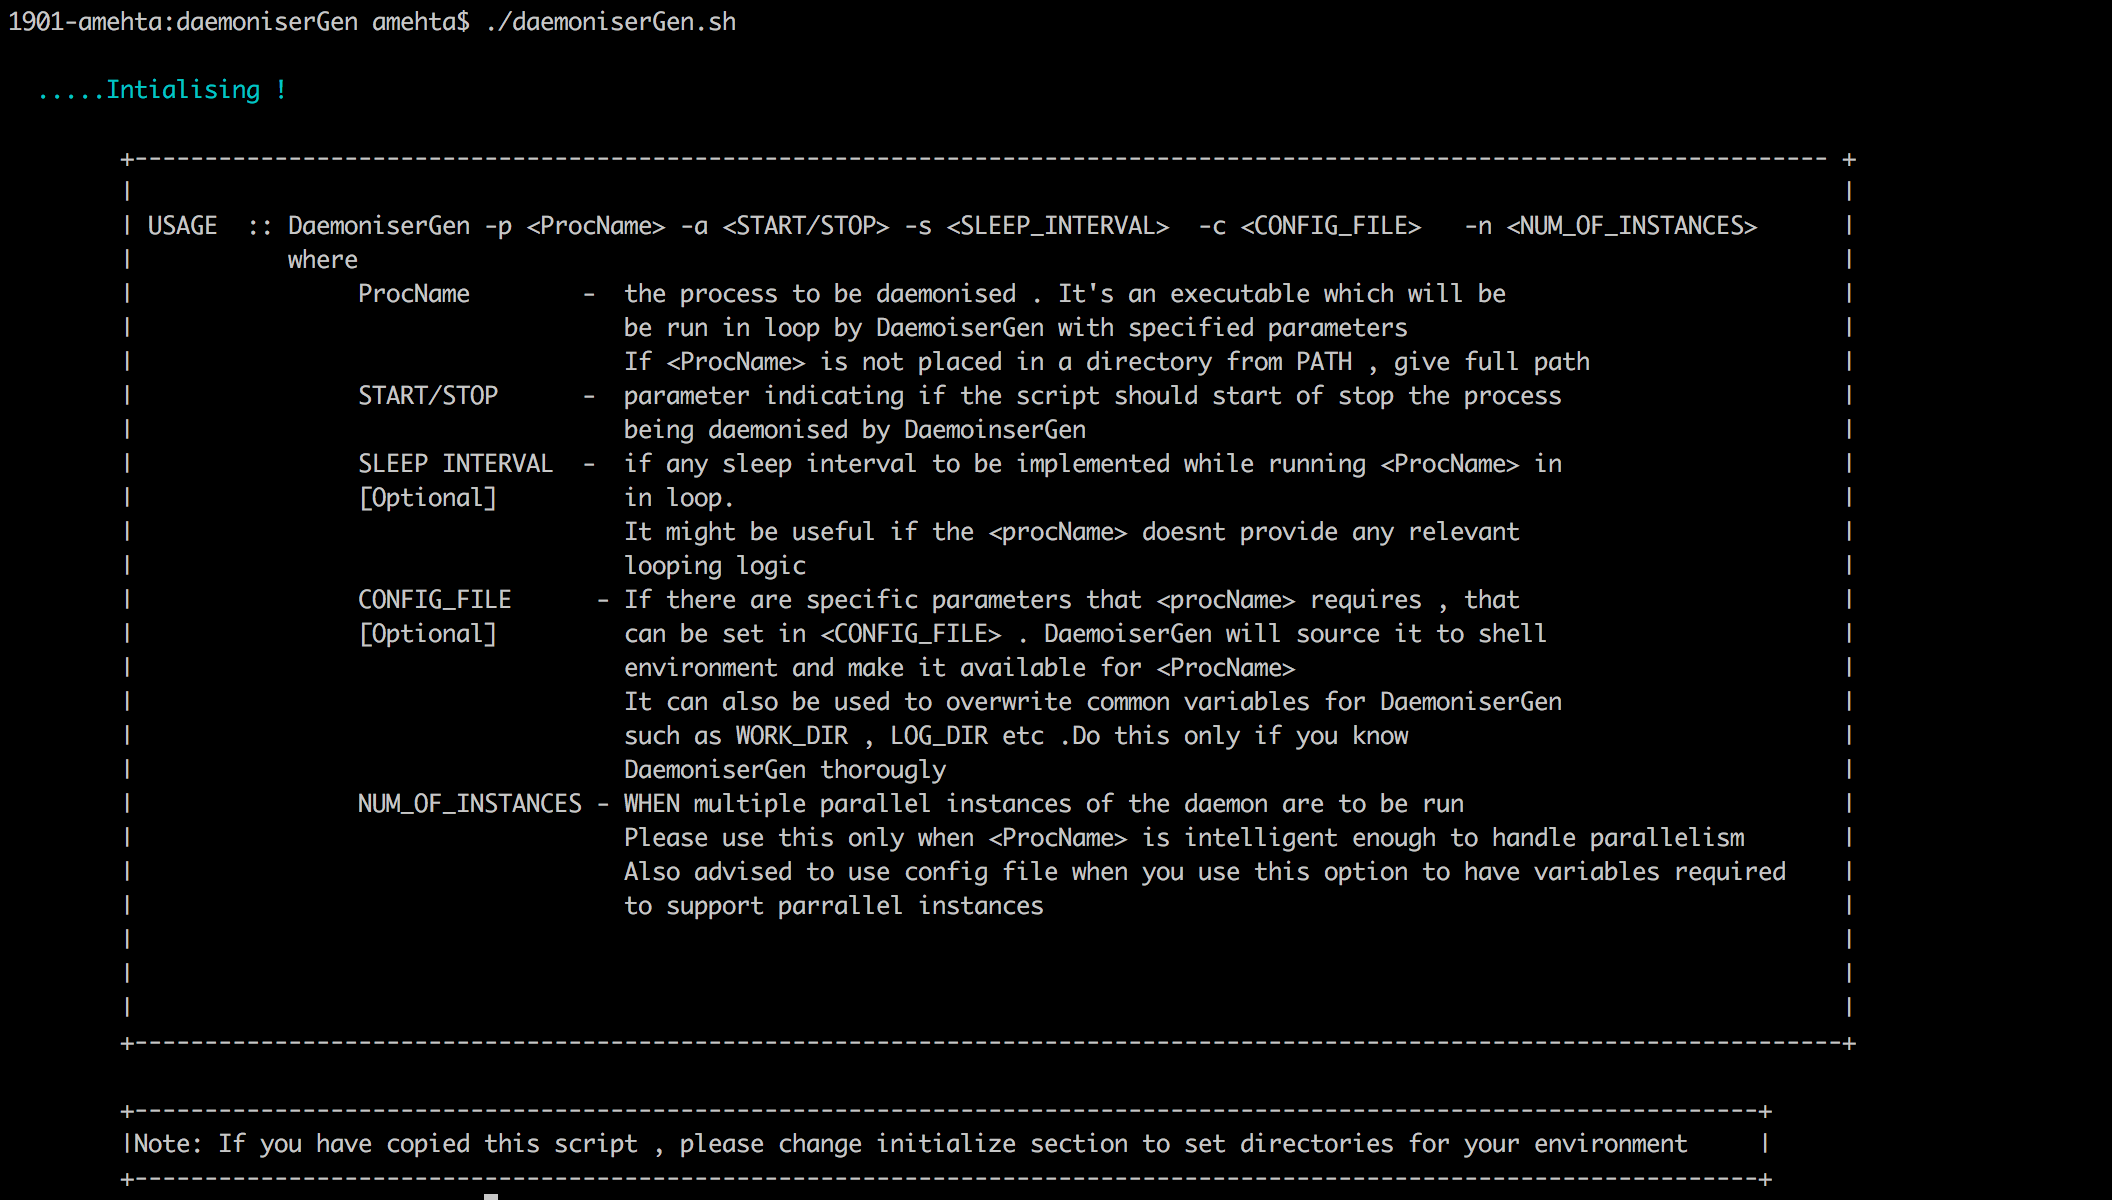 1901-amehta:daemoniserGen amehta$ ./daemoniserGen.sh
.....Intialising !
+------------------------------------------------------------------------------------------------------------------------- +
| |
| USAGE :: DaemoniserGen -p <ProcName> -a <START/STOP> -s <SLEEP_INTERVAL> -c <CONFIG_FILE> -n <NUM_OF_INSTANCES> |
| where |
| ProcName - the process to be daemonised . It's an executable which will be |
| be run in loop by DaemoiserGen with specified parameters |
| If <ProcName> is not placed in a directory from PATH , give full path |
| START/STOP - parameter indicating if the script should start of stop the process |
| being daemonised by DaemoinserGen |
| SLEEP INTERVAL - if any sleep interval to be implemented while running <ProcName> in |
| [Optional] in loop. |
| It might be useful if the <procName> doesnt provide any relevant |
| looping logic |
| CONFIG_FILE - If there are specific parameters that <procName> requires , that |
| [Optional] can be set in <CONFIG_FILE> . DaemoiserGen will source it to shell |
| environment and make it available for <ProcName> |
| It can also be used to overwrite common variables for DaemoniserGen |
| such as WORK_DIR , LOG_DIR etc .Do this only if you know |
| DaemoniserGen thorougly |
| NUM_OF_INSTANCES - WHEN multiple parallel instances of the daemon are to be run |
| Please use this only when <ProcName> is intelligent enough to handle parallelism |
| Also advised to use config file when you use this option to have variables required |
| to support parrallel instances |
| |
| |
| |
+--------------------------------------------------------------------------------------------------------------------------+
+--------------------------------------------------------------------------------------------------------------------+
|Note: If you have copied this script , please change initialize section to set directories for your environment |
+--------------------------------------------------------------------------------------------------------------------+